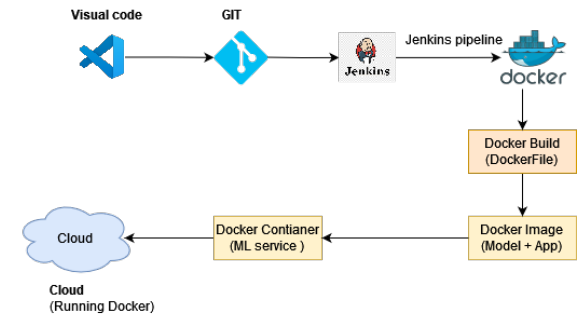 Visual code
GIT
Jenkins
Jenkins pipeline
docker
Docker Build
(DockerFile)
Docker Image
(Model + App)
Docker Contianer
(ML service )
Cloud
Cloud
(Running Docker)